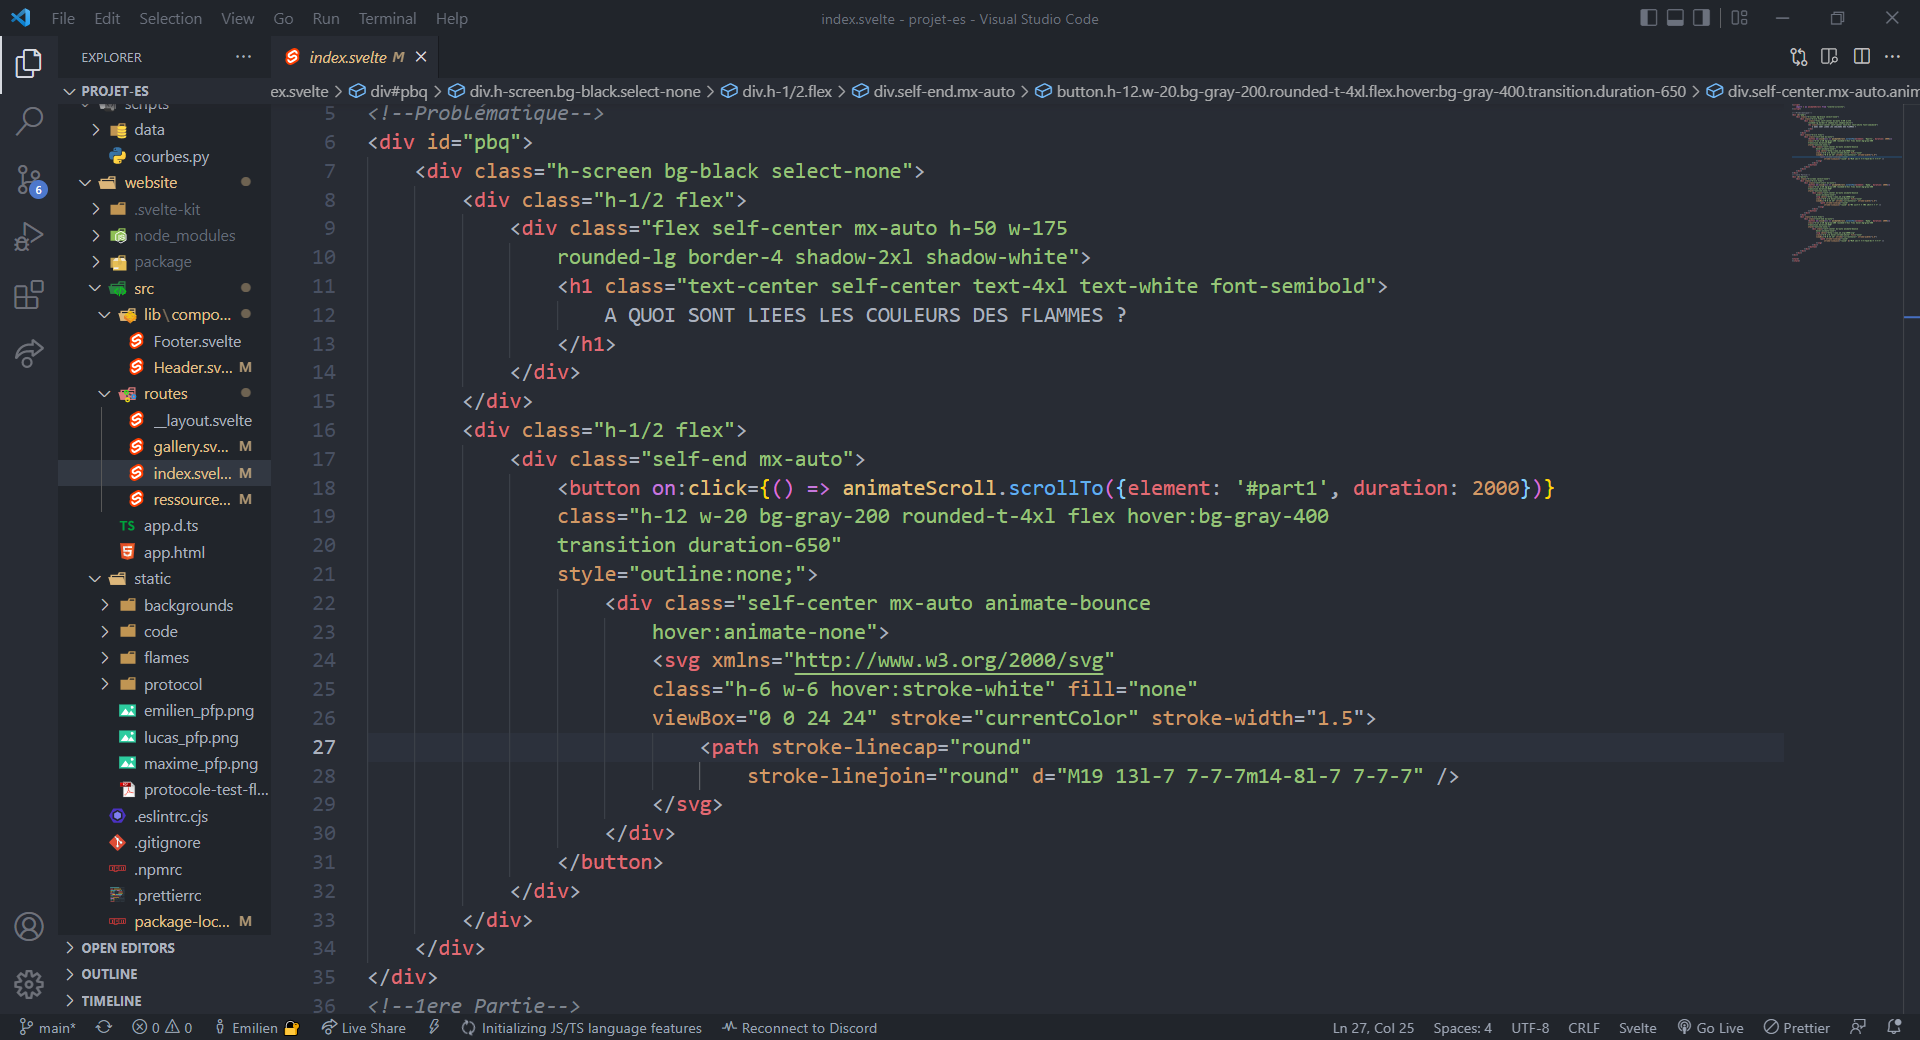 File Edit Selection View Go Run Terminal Help
index.svelte - projet-es - Visual Studio Code
EXPLORER
index.svelte M
PROJET-ES
ex.svelte > div#pbq > div.h-screen.bg-black.select-none > div.h-1/2.flex > div.self-end.mx-auto > button.h-12.w-20.bg-gray-200.rounded-t-4xl.flex.hover:bg-gray-400.transition.duration-650 > div.self-center.mx-auto.anim
scripts
data
courbes.py
website
.svelte-kit
node_modules
package
src
lib\compo...
Footer.svelte
Header.sv... M
routes
__layout.svelte
gallery.sv... M
index.svel... M
ressource... M
TS app.d.ts
app.html
static
backgrounds
code
flames
protocol
emilien_pfp.png
lucas_pfp.png
maxime_pfp.png
protocole-test-fl...
.eslintrc.cjs
.gitignore
.npmrc
.prettierrc
package-loc... M
OPEN EDITORS
OUTLINE
TIMELINE
6
5 <!--Problématique-->
6 <div id="pbq">
7 <div class="h-screen bg-black select-none">
8 <div class="h-1/2 flex">
9 <div class="flex self-center mx-auto h-50 w-175
10 rounded-lg border-4 shadow-2xl shadow-white">
11 <h1 class="text-center self-center text-4xl text-white font-semibold">
12 A QUOI SONT LIEES LES COULEURS DES FLAMMES ?
13 </h1>
14 </div>
15 </div>
16 <div class="h-1/2 flex">
17 <div class="self-end mx-auto">
18 <button on:click={() => animateScroll.scrollTo({element: '#part1', duration: 2000})}
19 class="h-12 w-20 bg-gray-200 rounded-t-4xl flex hover:bg-gray-400
20 transition duration-650"
21 style="outline:none;">
22 <div class="self-center mx-auto animate-bounce
23 hover:animate-none">
24 <svg xmlns="http://www.w3.org/2000/svg"
25 class="h-6 w-6 hover:stroke-white" fill="none"
26 viewBox="0 0 24 24" stroke="currentColor" stroke-width="1.5">
27 <path stroke-linecap="round"
28 stroke-linejoin="round" d="M19 13l-7 7-7-7m14-8l-7 7-7-7" />
29 </svg>
30 </div>
31 </button>
32 </div>
33 </div>
34 </div>
35 </div>
36 <!--1ere Partie-->
main* 0 0 Emilien Live Share Initializing JS/TS language features Reconnect to Discord
Ln 27, Col 25 Spaces: 4 UTF-8 CRLF Svelte Go Live Prettier